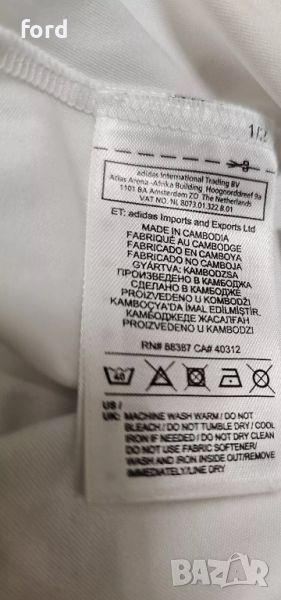 ford
1/2
adidas International Trading BV
Atlas Arena -Afrika Building, Hoogoorddreef 9a
1101 BA Amsterdam ZO The Netherlands
VAT NO. NL 8073.01.322.B.01
ET: adidas Imports and Exports Ltd
MADE IN CAMBODIA
FABRIQUÉ AU CAMBODGE
FABRICADO EN CAMBOYA
FABRICADO NO CAMBOJA
GYÁRTVA: KAMBODZSA
ПРОИЗВЕДЕНО В КАМБОДЖА
СДЕЛАНО В КАМБОДЖЕ
PROIZVEDENO U KOMBODŽI
KAMBOÇYA'DA IMAL EDİLMİŞTİR.
КАМБОДЖЕДЕ ЖАСАЛҒАН
PROIZVEDENO U KAMBODZI
RN# 88387 CA# 40312
40
US /
UK: MACHINE WASH WARM / DO NOT
BLEACH / DO NOT TUMBLE DRY / COOL
IRON IF NEEDED / DO NOT DRY CLEAN
DO NOT USE FABRIC SOFTENER/
WASH AND IRON INSIDE OUT/REMOVE
IMMEDIATELY/LINE DRY
BAZAR